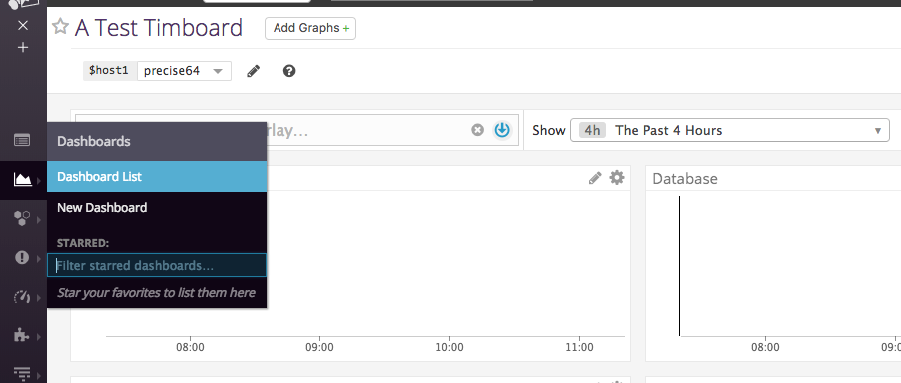 A Test Timboard
Add Graphs +
$host1 precise64
rlay...
Show 4h The Past 4 Hours
Dashboards
Dashboard List
New Dashboard
STARRED:
Filter starred dashboards...
Star your favorites to list them here
08:00 09:00 10:00 11:00
Database
08:00 09:0